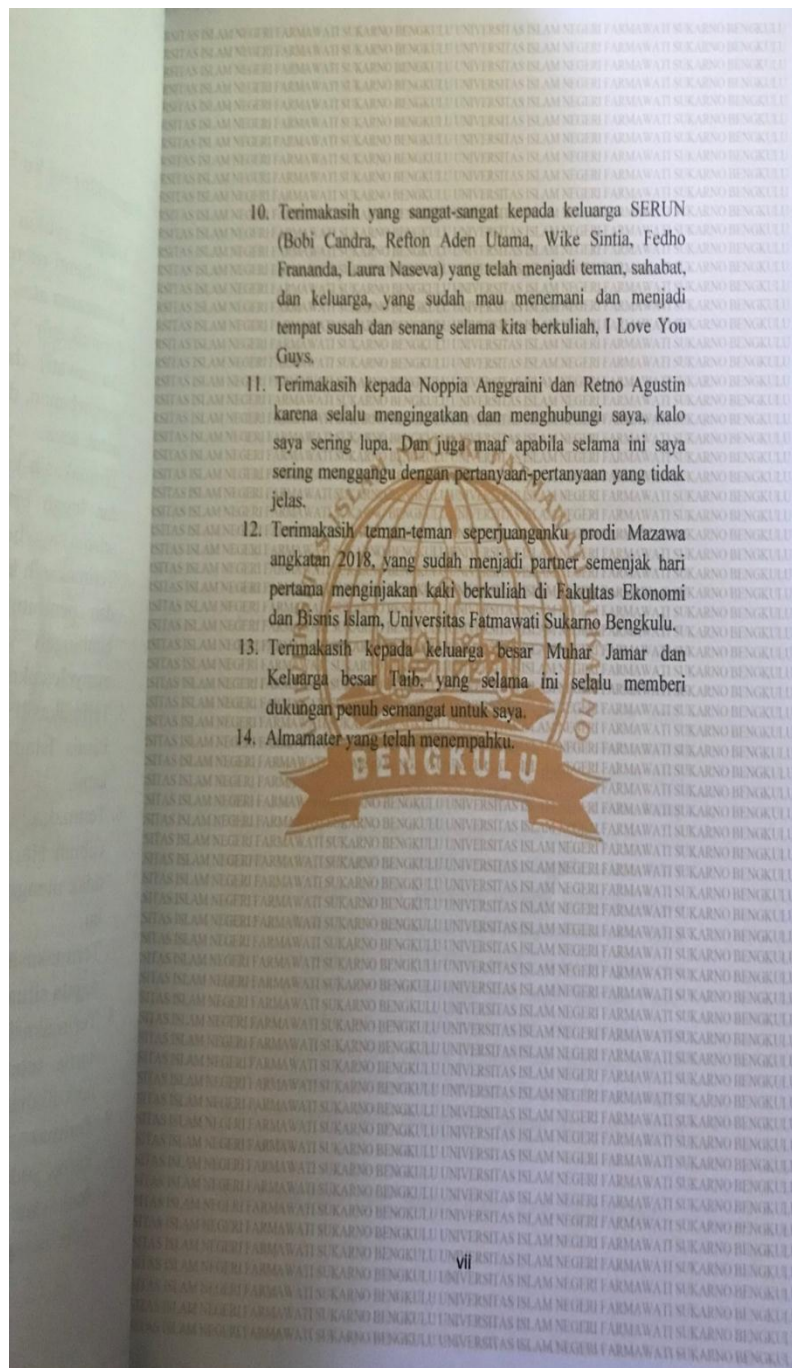 10. Terimakasih yang sangat-sangat kepada keluarga SERUN
(Bobi Candra, Refton Aden Utama, Wike Sintia, Fedho
Frananda, Laura Naseva) yang telah menjadi teman, sahabat,
dan keluarga, yang sudah mau menemani dan menjadi
tempat susah dan senang selama kita berkuliah, I Love You
Guys.
11. Terimakasih kepada Noppia Anggraini dan Retno Agustin
karena selalu mengingatkan dan menghubungi saya, kalo
saya sering lupa. Dan juga maaf apabila selama ini saya
sering menggangu dengan pertanyaan-pertanyaan yang tidak
jelas.
12. Terimakasih teman-teman seperjuanganku prodi Mazawa
angkatan 2018, yang sudah menjadi partner semenjak hari
pertama menginjakan kaki berkuliah di Fakultas Ekonomi
dan Bisnis Islam, Universitas Fatmawati Sukarno Bengkulu.
13. Terimakasih kepada keluarga besar Muhar Jamar dan
Keluarga besar Taib, yang selama ini selalu memberi
dukungan penuh semangat untuk saya.
14. Almamater yang telah menempahku.
BENGKULU
vii